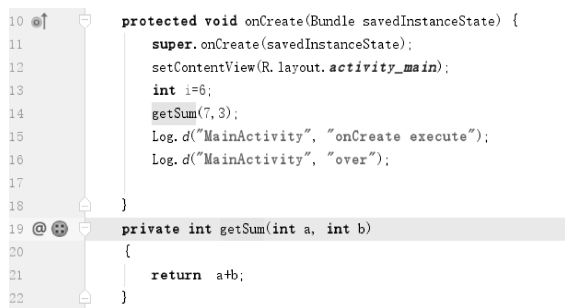 10 protected void onCreate(Bundle savedInstanceState) {
11 super.onCreate(savedInstanceState);
12 setContentView(R.layout.activity_main);
13 int i=6;
14 getSum(7,3);
15 Log.d("MainActivity", "onCreate execute");
16 Log.d("MainActivity", "over");
17
18 }
19 @ private int getSum(int a, int b)
20 {
21 return a+b;
22 }